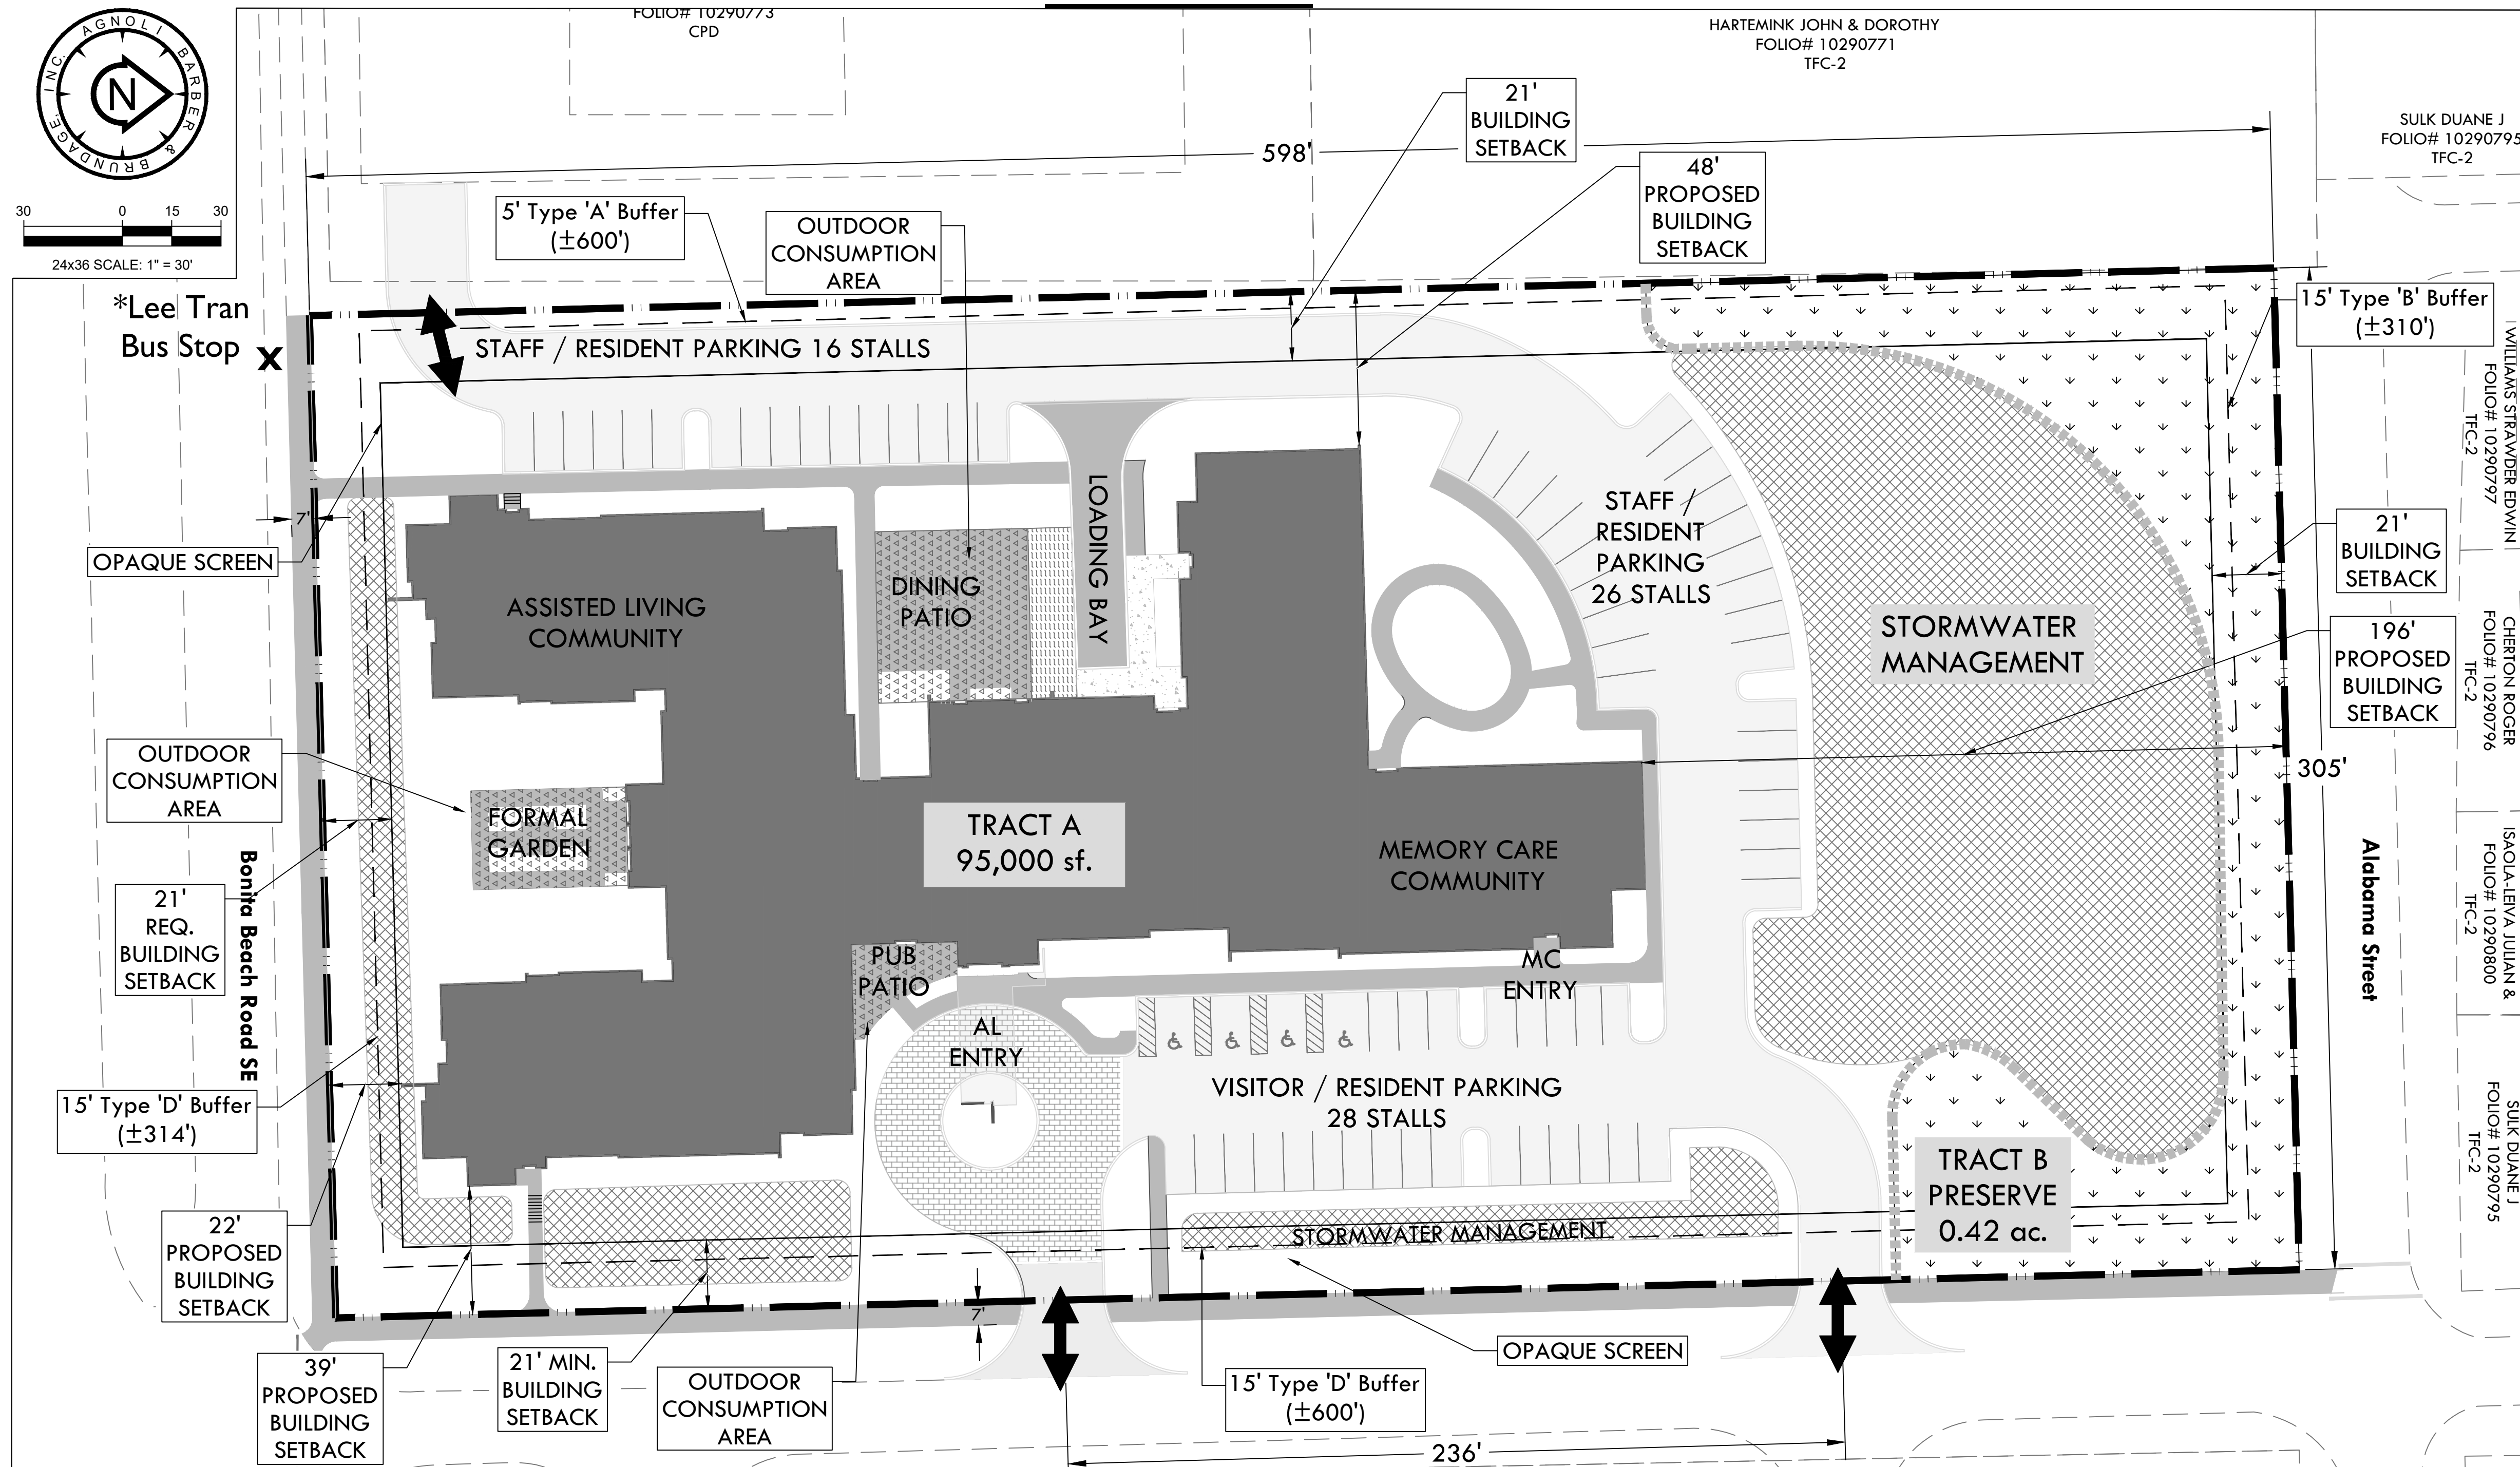 AGNOLI BARBER & BRUNDAGE, INC.
N
30 0 15 30
24x36 SCALE: 1" = 30'
FOLIO# 10290773
CPD
HARTEMINK JOHN & DOROTHY
FOLIO# 10290771
TFC-2
SULK DUANE J
FOLIO# 10290795
TFC-2
21'
BUILDING
SETBACK
598'
48'
PROPOSED
BUILDING
SETBACK
5' Type 'A' Buffer
(±600')
OUTDOOR
CONSUMPTION
AREA
*Lee Tran
Bus Stop
x
STAFF / RESIDENT PARKING 16 STALLS
15' Type 'B' Buffer
(±310')
WILLIAMS STRAWDER EDWIN
FOLIO# 10290797
TFC-2
7'
OPAQUE SCREEN
LOADING BAY
STAFF /
RESIDENT
PARKING
26 STALLS
21'
BUILDING
SETBACK
ASSISTED LIVING
COMMUNITY
DINING
PATIO
STORMWATER
MANAGEMENT
196'
PROPOSED
BUILDING
SETBACK
CHERTON ROGER
FOLIO# 10290796
TFC-2
305'
OUTDOOR
CONSUMPTION
AREA
FORMAL
GARDEN
TRACT A
95,000 sf.
MEMORY CARE
COMMUNITY
Bonita Beach Road SE
Alabama Street
ISAOLA-LEIVA JULIAN &
FOLIO# 10290800
TFC-2
21'
REQ.
BUILDING
SETBACK
PUB
PATIO
MC
ENTRY
AL
ENTRY
15' Type 'D' Buffer
(±314')
VISITOR / RESIDENT PARKING
28 STALLS
SULK DUANE J
FOLIO# 10290795
TFC-2
TRACT B
PRESERVE
0.42 ac.
22'
PROPOSED
BUILDING
SETBACK
STORMWATER MANAGEMENT
7'
39'
PROPOSED
BUILDING
SETBACK
21' MIN.
BUILDING
SETBACK
OUTDOOR
CONSUMPTION
AREA
15' Type 'D' Buffer
(±600')
OPAQUE SCREEN
236'